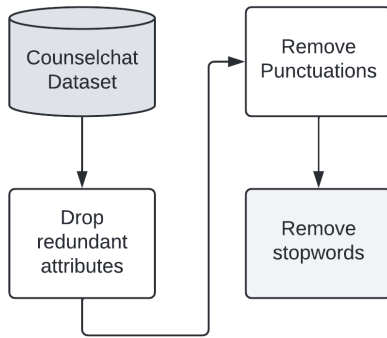 Counselchat
Dataset
Drop
redundant
attributes
Remove
Punctuations
Remove
stopwords